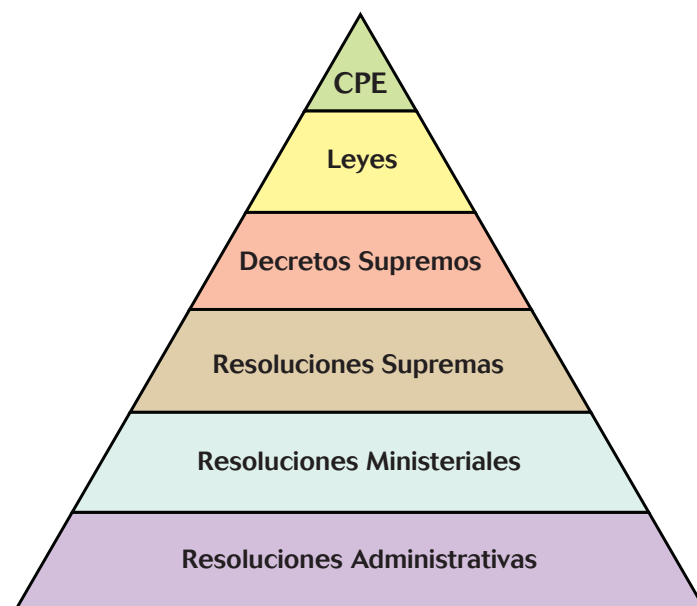 CPE
Leyes
Decretos Supremos
Resoluciones Supremas
Resoluciones Ministeriales
Resoluciones Administrativas